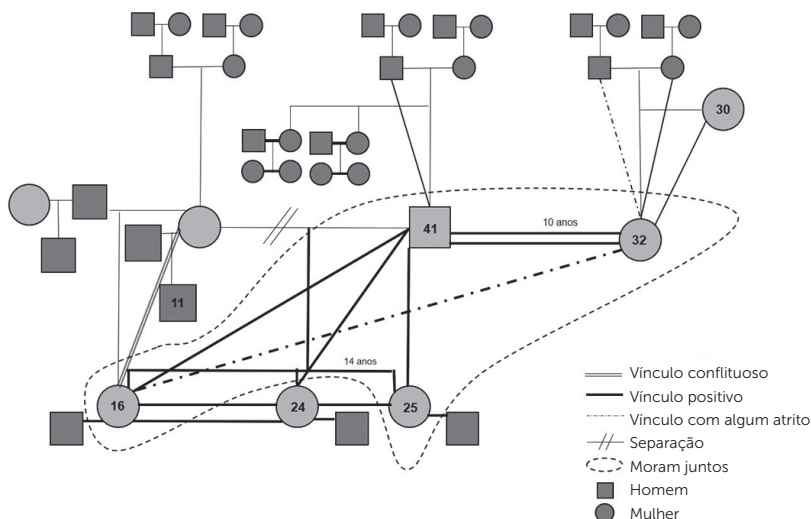 30
41
10 anos
32
11
14 anos
16
24
25
Vínculo conflituoso
Vínculo positivo
Vínculo com algum atrito
Separação
Moram juntos
Homem
Mulher